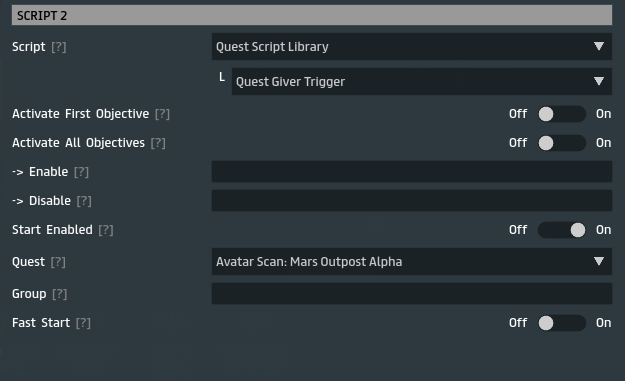 SCRIPT 2
Script [?] Quest Script Library
Quest Giver Trigger
Activate First Objective [?] Off On
Activate All Objectives [?] Off On
-> Enable [?]
-> Disable [?]
Start Enabled [?] Off On
Quest [?] Avatar Scan: Mars Outpost Alpha
Group [?]
Fast Start [?] Off On